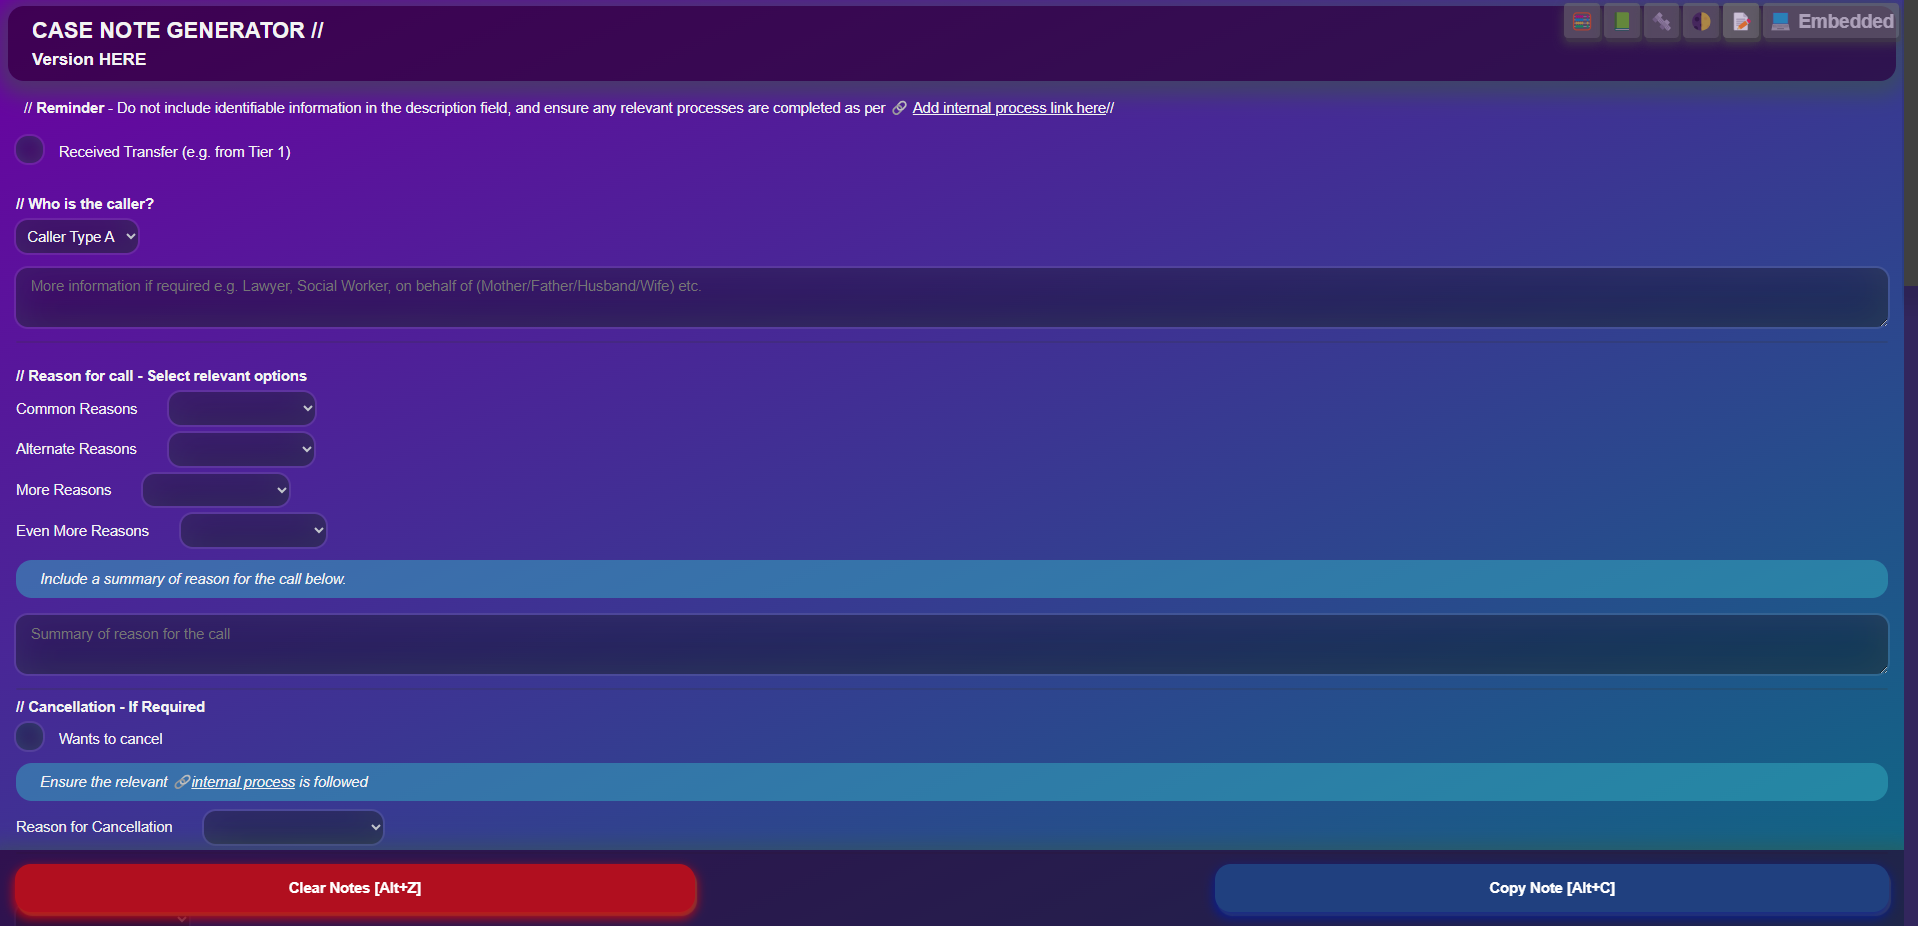 CASE NOTE GENERATOR //
Version HERE
Embedded
// Reminder - Do not include identifiable information in the description field, and ensure any relevant processes are completed as per Add internal process link here//
Received Transfer (e.g. from Tier 1)
// Who is the caller?
Caller Type A
More information if required e.g. Lawyer, Social Worker, on behalf of (Mother/Father/Husband/Wife) etc.
// Reason for call - Select relevant options
Common Reasons
Alternate Reasons
More Reasons
Even More Reasons
Include a summary of reason for the call below.
Summary of reason for the call
// Cancellation - If Required
Wants to cancel
Ensure the relevant internal process is followed
Reason for Cancellation
Clear Notes [Alt+Z]
Copy Note [Alt+C]